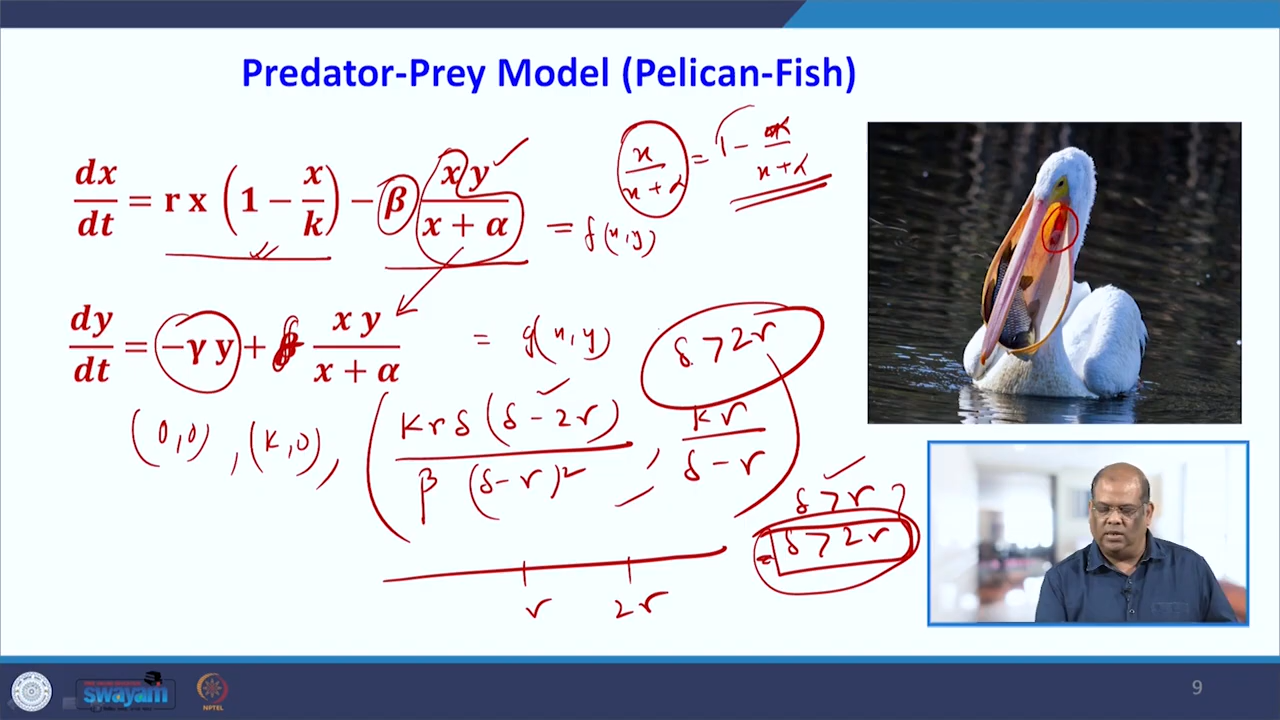 Predator-Prey Model (Pelican-Fish)
x/(x + α) = 1 - α/(x + α)
dx/dt = r x (1 − x/k) − β xy/(x + α) = f(x, y)
dy/dt = −γ y + xy/(x + α) = g(x, y)
δ > 2r
(0,0), (K,0), (Krδ(δ - 2r)/β(δ-r)², Kr/δ-r)
δ > r,
δ > 2r
r 2r
swayam
NPTEL
9